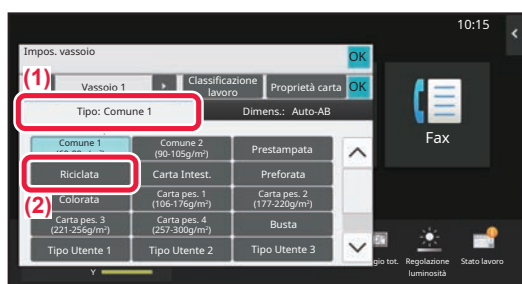 10:15
Impos. vassoio
OK
(1)
Vassoio 1
Classificazione
lavoro
Proprietà carta
OK
Tipo: Comune 1
Dimens.: Auto-AB
Fax
Comune 1
Comune 2
(90-105g/m²)
Prestampata
Riciclata
Carta Intest.
Preforata
(2)
Colorata
Carta pes. 1
(106-176g/m²)
Carta pes. 2
(177-220g/m²)
Carta pes. 3
(221-256g/m²)
Carta pes. 4
(257-300g/m²)
Busta
Tipo Utente 1
Tipo Utente 2
Tipo Utente 3
gio tot.
Regolazione
luminosità
Stato lavoro
Y